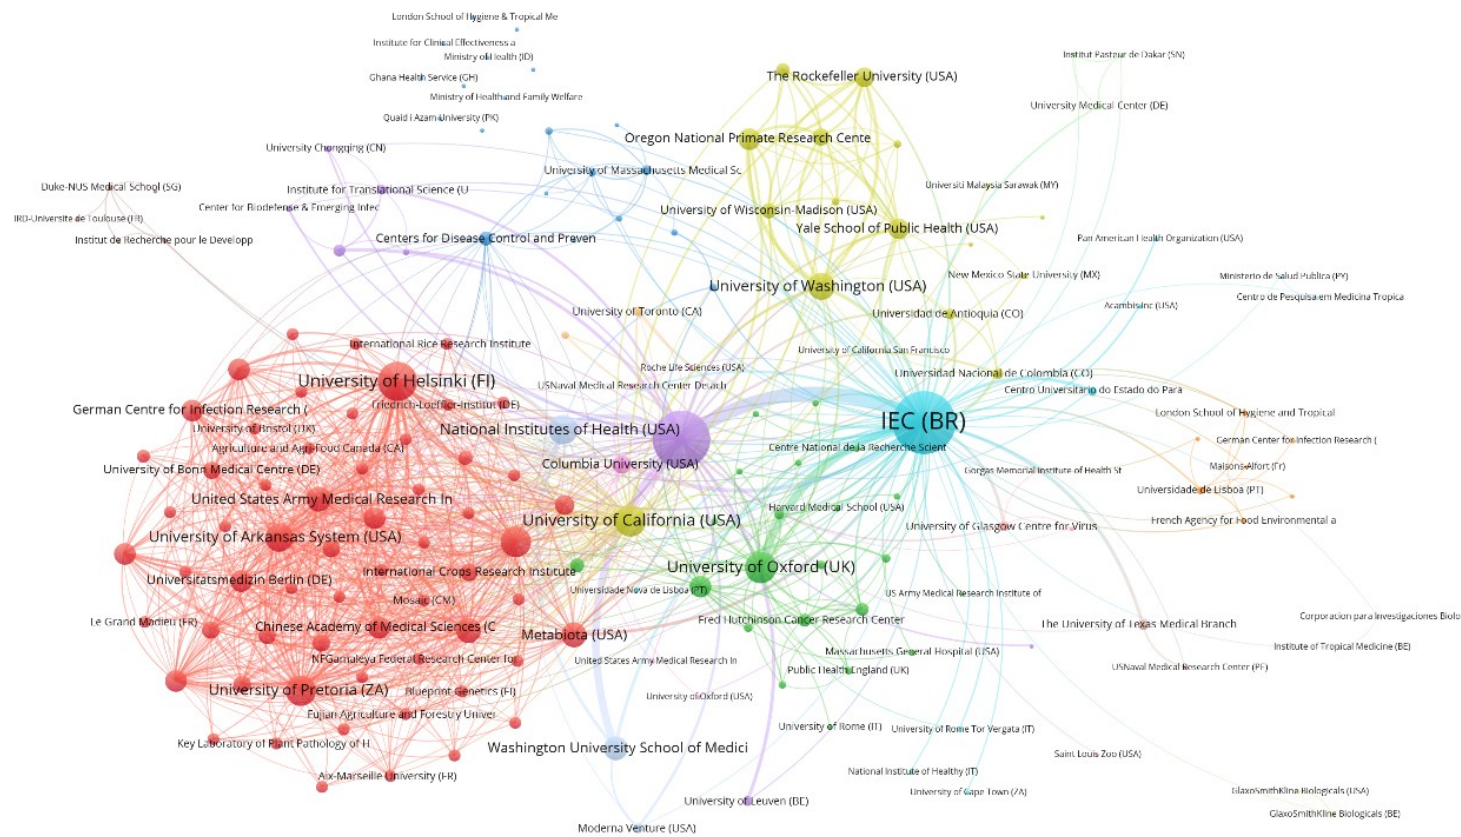 London School of Hygiene & Tropical Me
Institute for Clinical Effectiveness a
Institut Pasteur de Dakar (SN)
Ministry of Health (ID)
Ghana Health Service (GH)
The Rockefeller University (USA)
Ministry of Health and Family Welfare
University Medical Center (DE)
Quaid i Azam University (PK)
Oregon National Primate Research Cente
University Chongqing (CN)
University of Massachusetts Medical Sc
Duke-NUS Medical School (SG)
Institute for Translational Science (U
Universiti Malaysia Sarawak (MY)
Center for Biodefense & Emerging Infec
University of Wisconsin-Madison (USA)
IRD-Universite de Toulouse (FR)
Yale School of Public Health (USA)
Institut de Recherche pour le Developp
Centers for Disease Control and Preven
Pan American Health Organization (USA)
New Mexico State University (MX)
Ministerio de Salud Publica (PY)
University of Washington (USA)
Centro de Pesquisa em Medicina Tropica
Acambis Inc (USA)
University of Toronto (CA)
Universidad de Antioquia (CO)
International Rice Research Institute
University of California San Francisco
Roche Life Sciences (USA)
Universidad Nacional de Colombia (CO)
University of Helsinki (FI)
USNaval Medical Research Center Detach
Centro Universitario do Estado do Para
Friedrich-Loeffler-Institut (DE)
German Centre for Infection Research (
London School of Hygiene and Tropical
IEC (BR)
University of Bristol (UK)
National Institutes of Health (USA)
German Center for Infection Research (
Agriculture and Agri-Food Canada (CA)
Centre National de la Recherche Scient
Columbia University (USA)
Maisons-Alfort (Fr)
University of Bonn Medical Centre (DE)
Gorgas Memorial Institute of Health St
Universidade de Lisboa (PT)
United States Army Medical Research In
Harvard Medical School (USA)
University of California (USA)
French Agency for Food Environmental a
University of Glasgow Centre for Virus
University of Arkansas System (USA)
University of Oxford (UK)
International Crops Research Institute
Universitatsmedizin Berlin (DE)
Universidade Nova de Lisboa (PT)
US Army Medical Research Institute of
Mosaic (CM)
Corporacion para Investigaciones Biolo
Le Grand Madieu (FR)
Fred Hutchinson Cancer Research Center
The University of Texas Medical Branch
Chinese Academy of Medical Sciences (C
Metabiota (USA)
Institute of Tropical Medicine (BE)
Massachusetts General Hospital (USA)
NFGamaleya Federal Research Center for
United States Army Medical Research In
USNaval Medical Research Center (PE)
Public Health England (UK)
University of Pretoria (ZA)
Blueprint Genetics (FI)
University of Oxford (USA)
Fujian Agriculture and Forestry Univer
University of Rome (IT)
University of Rome Tor Vergata (IT)
Key Laboratory of Plant Pathology of H
Washington University School of Medici
Saint Louis Zoo (USA)
National Institute of Healthy (IT)
Aix-Marseille University (FR)
University of Cape Town (ZA)
GlaxoSmithKline Biologicals (USA)
University of Leuven (BE)
GlaxoSmithKline Biologicals (BE)
Moderna Venture (USA)